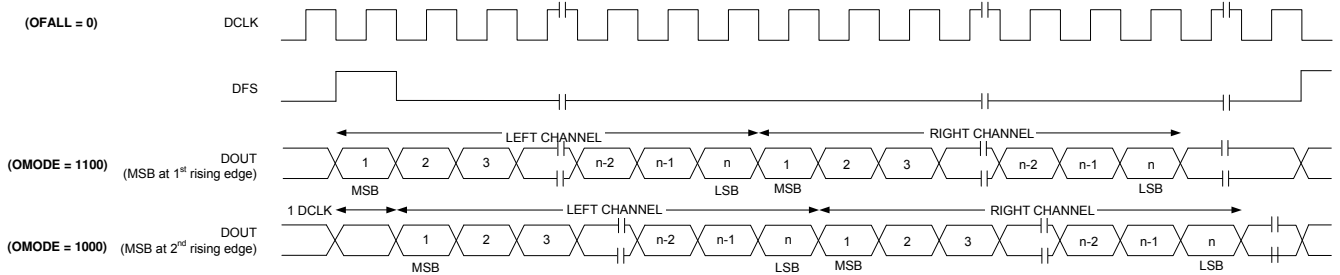 (OFALL = 0) DCLK
DFS
LEFT CHANNEL RIGHT CHANNEL
(OMODE = 1100) DOUT 1 2 3 n-2 n-1 n 1 2 3 n-2 n-1 n
(MSB at 1st rising edge)
MSB LSB MSB LSB
1 DCLK LEFT CHANNEL RIGHT CHANNEL
(OMODE = 1000) DOUT 1 2 3 n-2 n-1 n 1 2 3 n-2 n-1 n
(MSB at 2nd rising edge)
MSB LSB MSB LSB